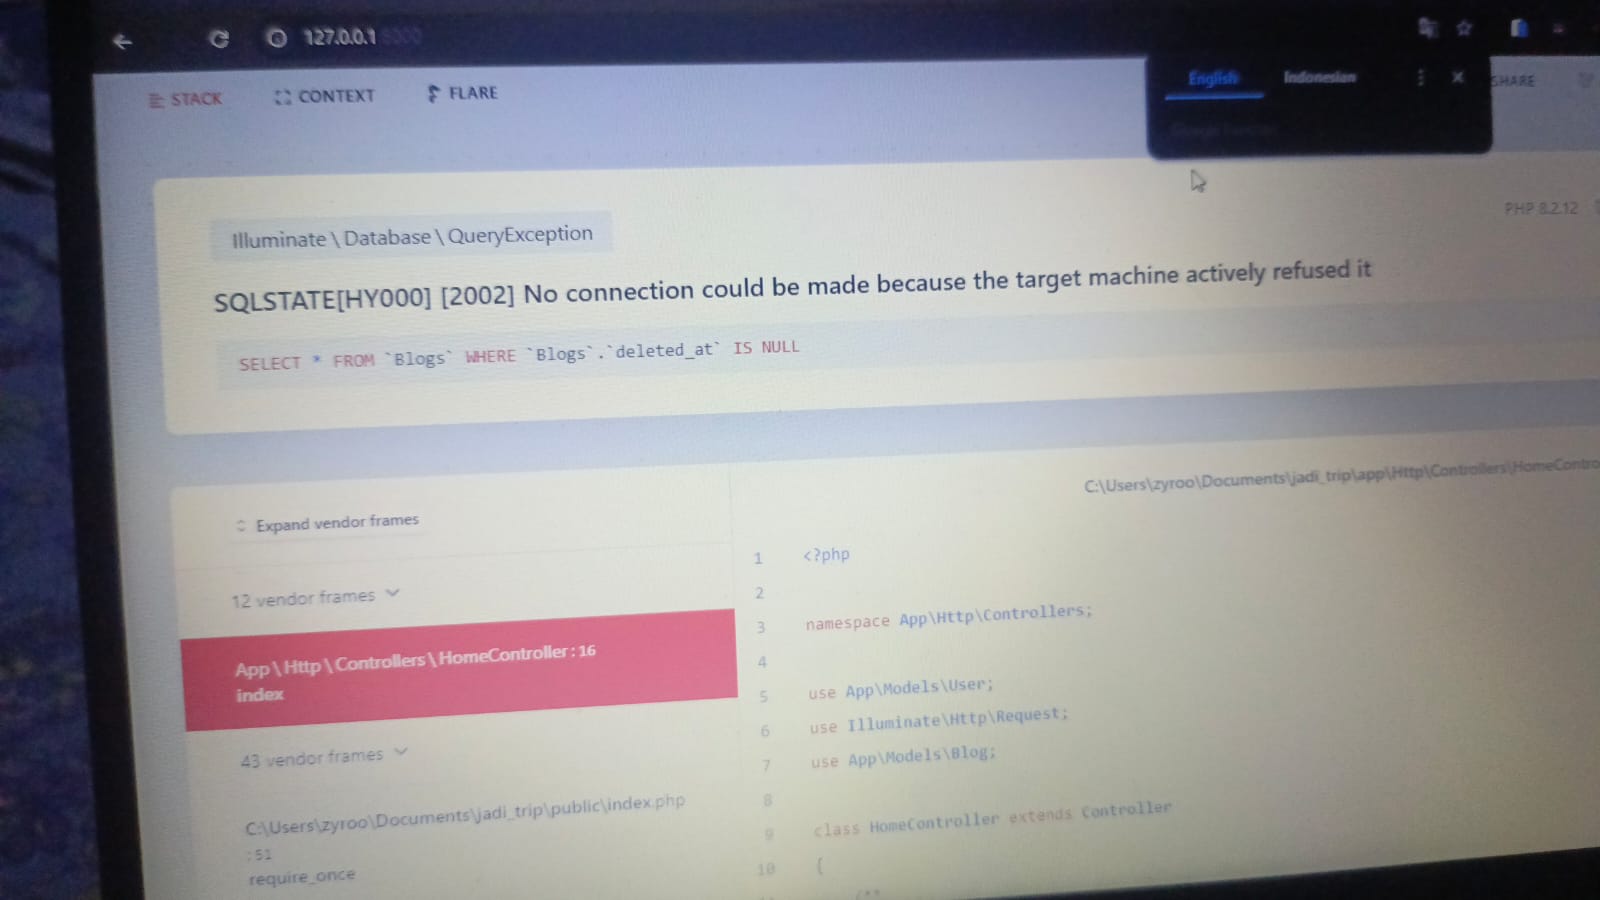 127.0.0.1:8000
English Indonesian
SHARE
STACK CONTEXT FLARE
PHP 8.2.12
Illuminate\Database\QueryException
SQLSTATE[HY000] [2002] No connection could be made because the target machine actively refused it
SELECT * FROM `Blogs` WHERE `Blogs`.`deleted_at` IS NULL
Expand vendor frames
12 vendor frames
App\Http\Controllers\HomeController:16
index
43 vendor frames
C:\Users\zyroo\Documents\jadi_trip\public\index.php
:51
require_once
C:\Users\zyroo\Documents\jadi_trip\app\Http\Controllers\HomeContro
1 <?php
2
3 namespace App\Http\Controllers;
4
5 use App\Models\User;
6 use Illuminate\Http\Request;
7 use App\Models\Blog;
8
9 class HomeController extends Controller
10 {
/**